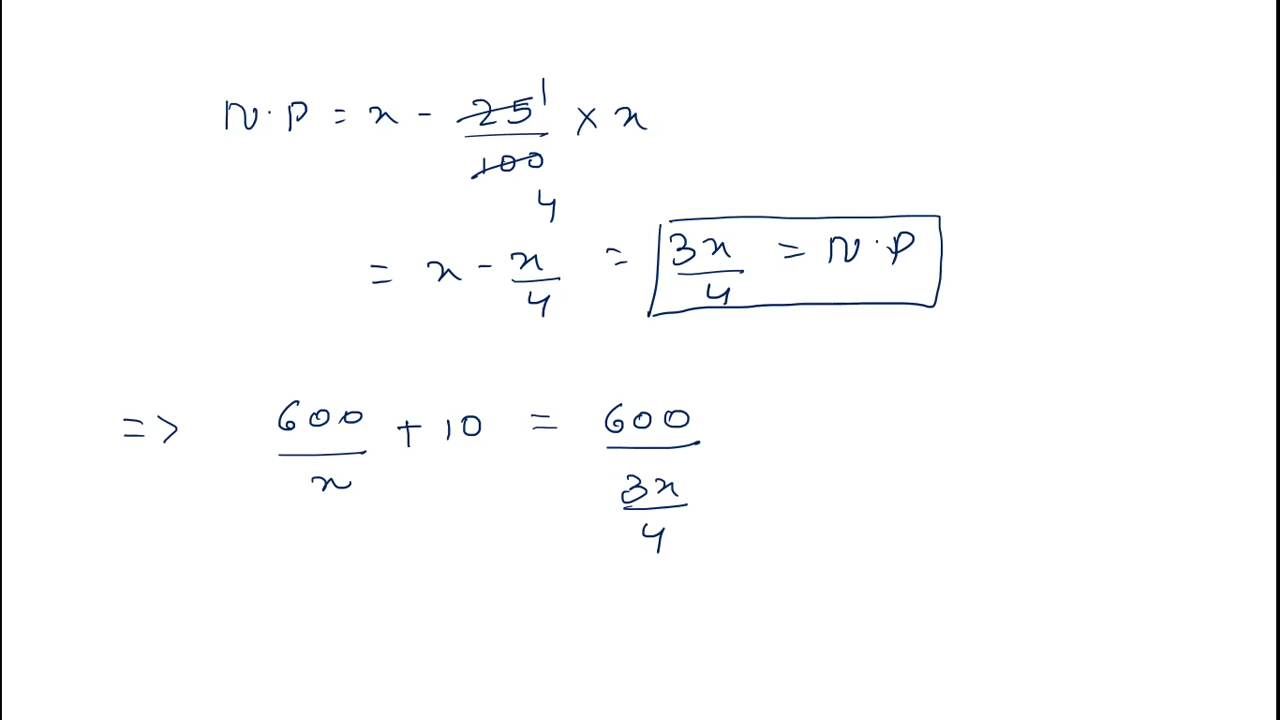 N.P = x - 25/100 × x 1 4
= x - x/4 = 3x/4 = N.P
=> 600/x + 10 = 600/(3x/4)